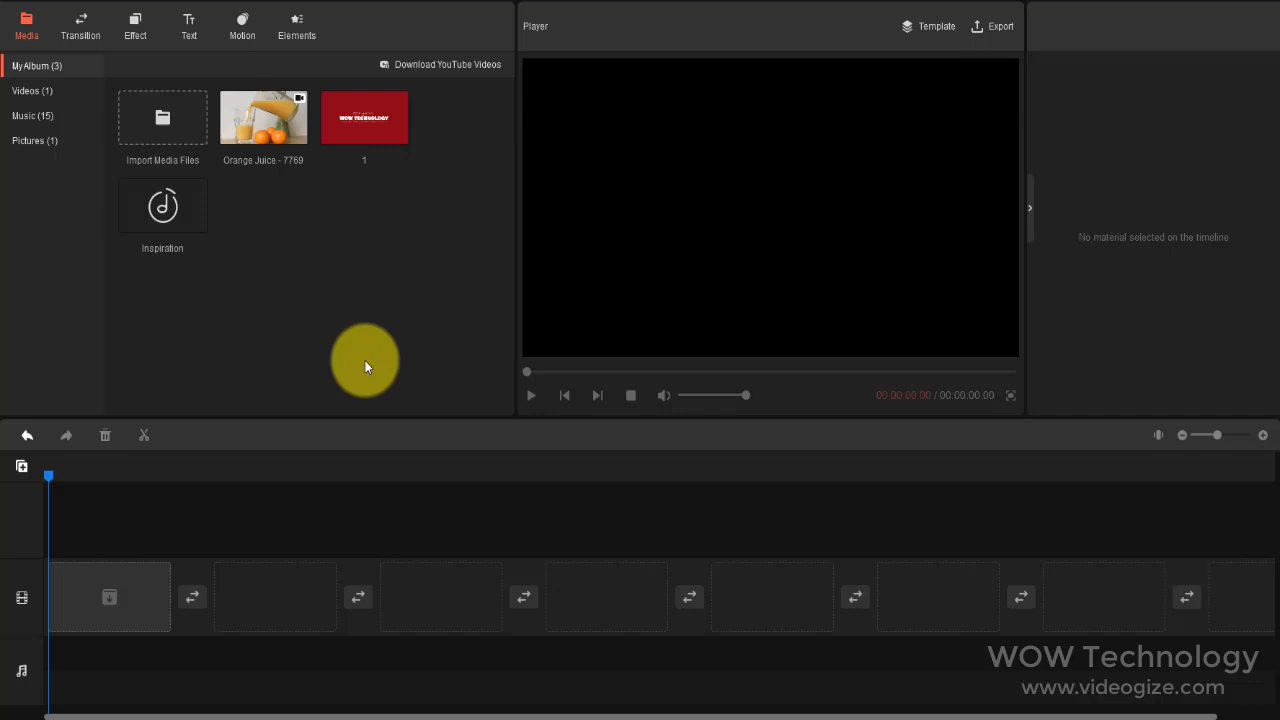 Media
Transition
Effect
Text
Motion
Elements
Player
Template
Export
MyAlbum (3)
Videos (1)
Music (15)
Pictures (1)
Download YouTube Videos
WOW TECHNOLOGY
Import Media Files
Orange Juice - 7769
1
Inspiration
No material selected on the timeline
00:00:00.00 / 00:00:00.00
WOW Technology
www.videogize.com